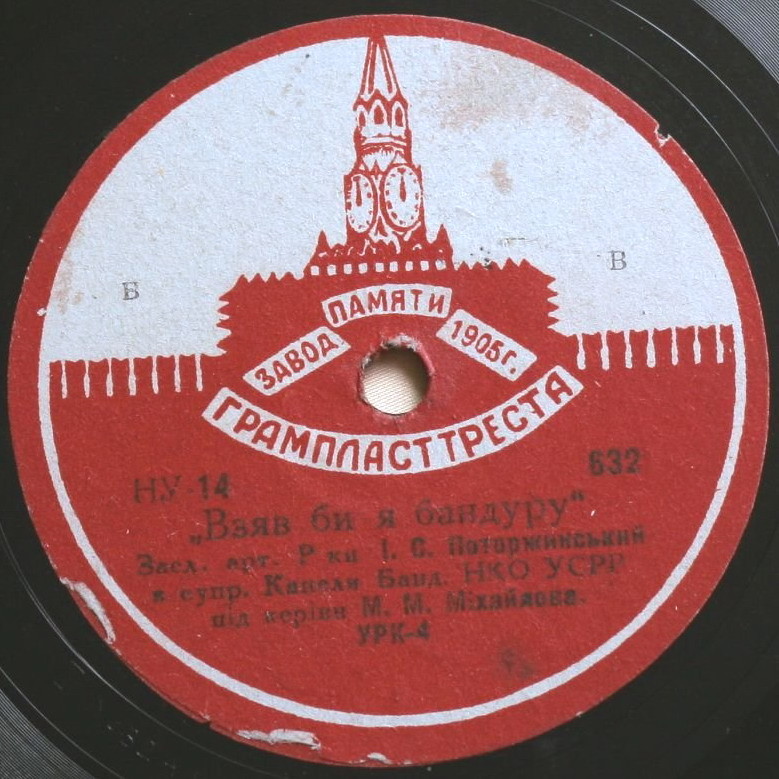 В В
ПАМЯТИ
ЗАВОД 1905г.
ГРАМПЛАСТТРЕСТА
НУ-14 632
„Взяв би я бандуру“
Засл. арт. Р-ки І. С. Паторжинський
в супр. Капели Банд. НКО УСРР
під керівн М. М. Міхайлова.
УРК-4